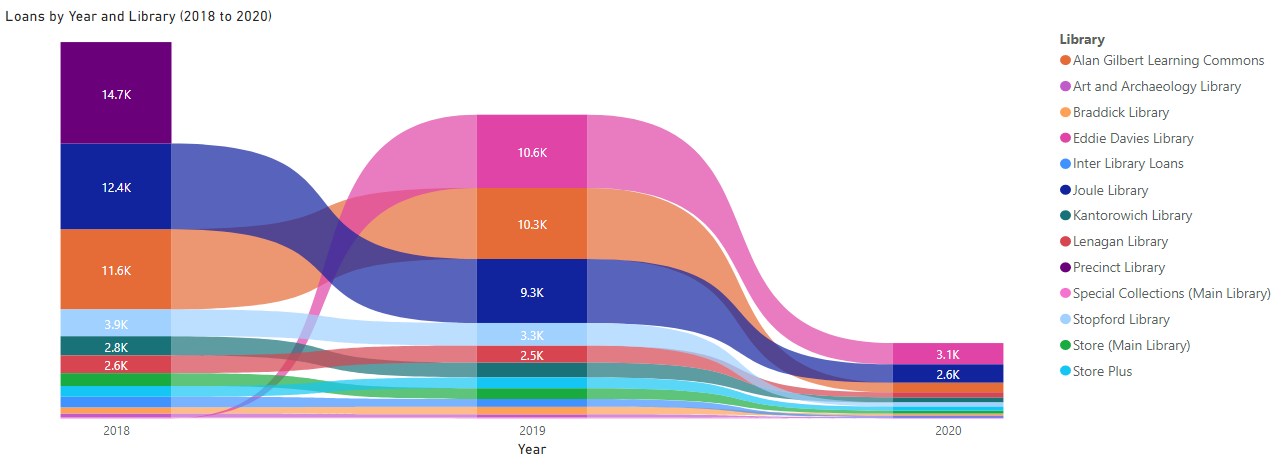 Loans by Year and Library (2018 to 2020)
14.7K
12.4K
11.6K
3.9K
2.8K
2.6K
10.6K
10.3K
9.3K
3.3K
2.5K
3.1K
2.6K
2018
2019
2020
Year
Library
Alan Gilbert Learning Commons
Art and Archaeology Library
Braddick Library
Eddie Davies Library
Inter Library Loans
Joule Library
Kantorowich Library
Lenagan Library
Precinct Library
Special Collections (Main Library)
Stopford Library
Store (Main Library)
Store Plus